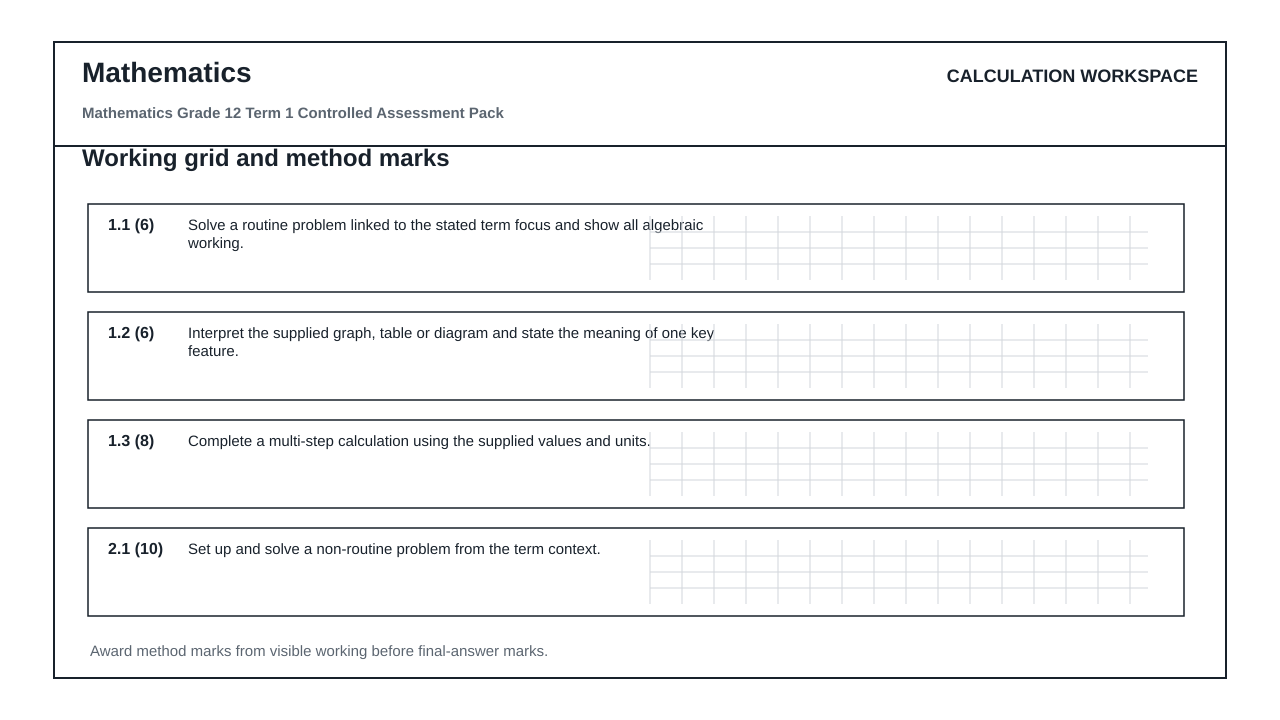 Mathematics
CALCULATION WORKSPACE
Mathematics Grade 12 Term 1 Controlled Assessment Pack
Working grid and method marks
1.1 (6) Solve a routine problem linked to the stated term focus and show all algebraic
working.
1.2 (6) Interpret the supplied graph, table or diagram and state the meaning of one key
feature.
1.3 (8) Complete a multi-step calculation using the supplied values and units.
2.1 (10) Set up and solve a non-routine problem from the term context.
Award method marks from visible working before final-answer marks.